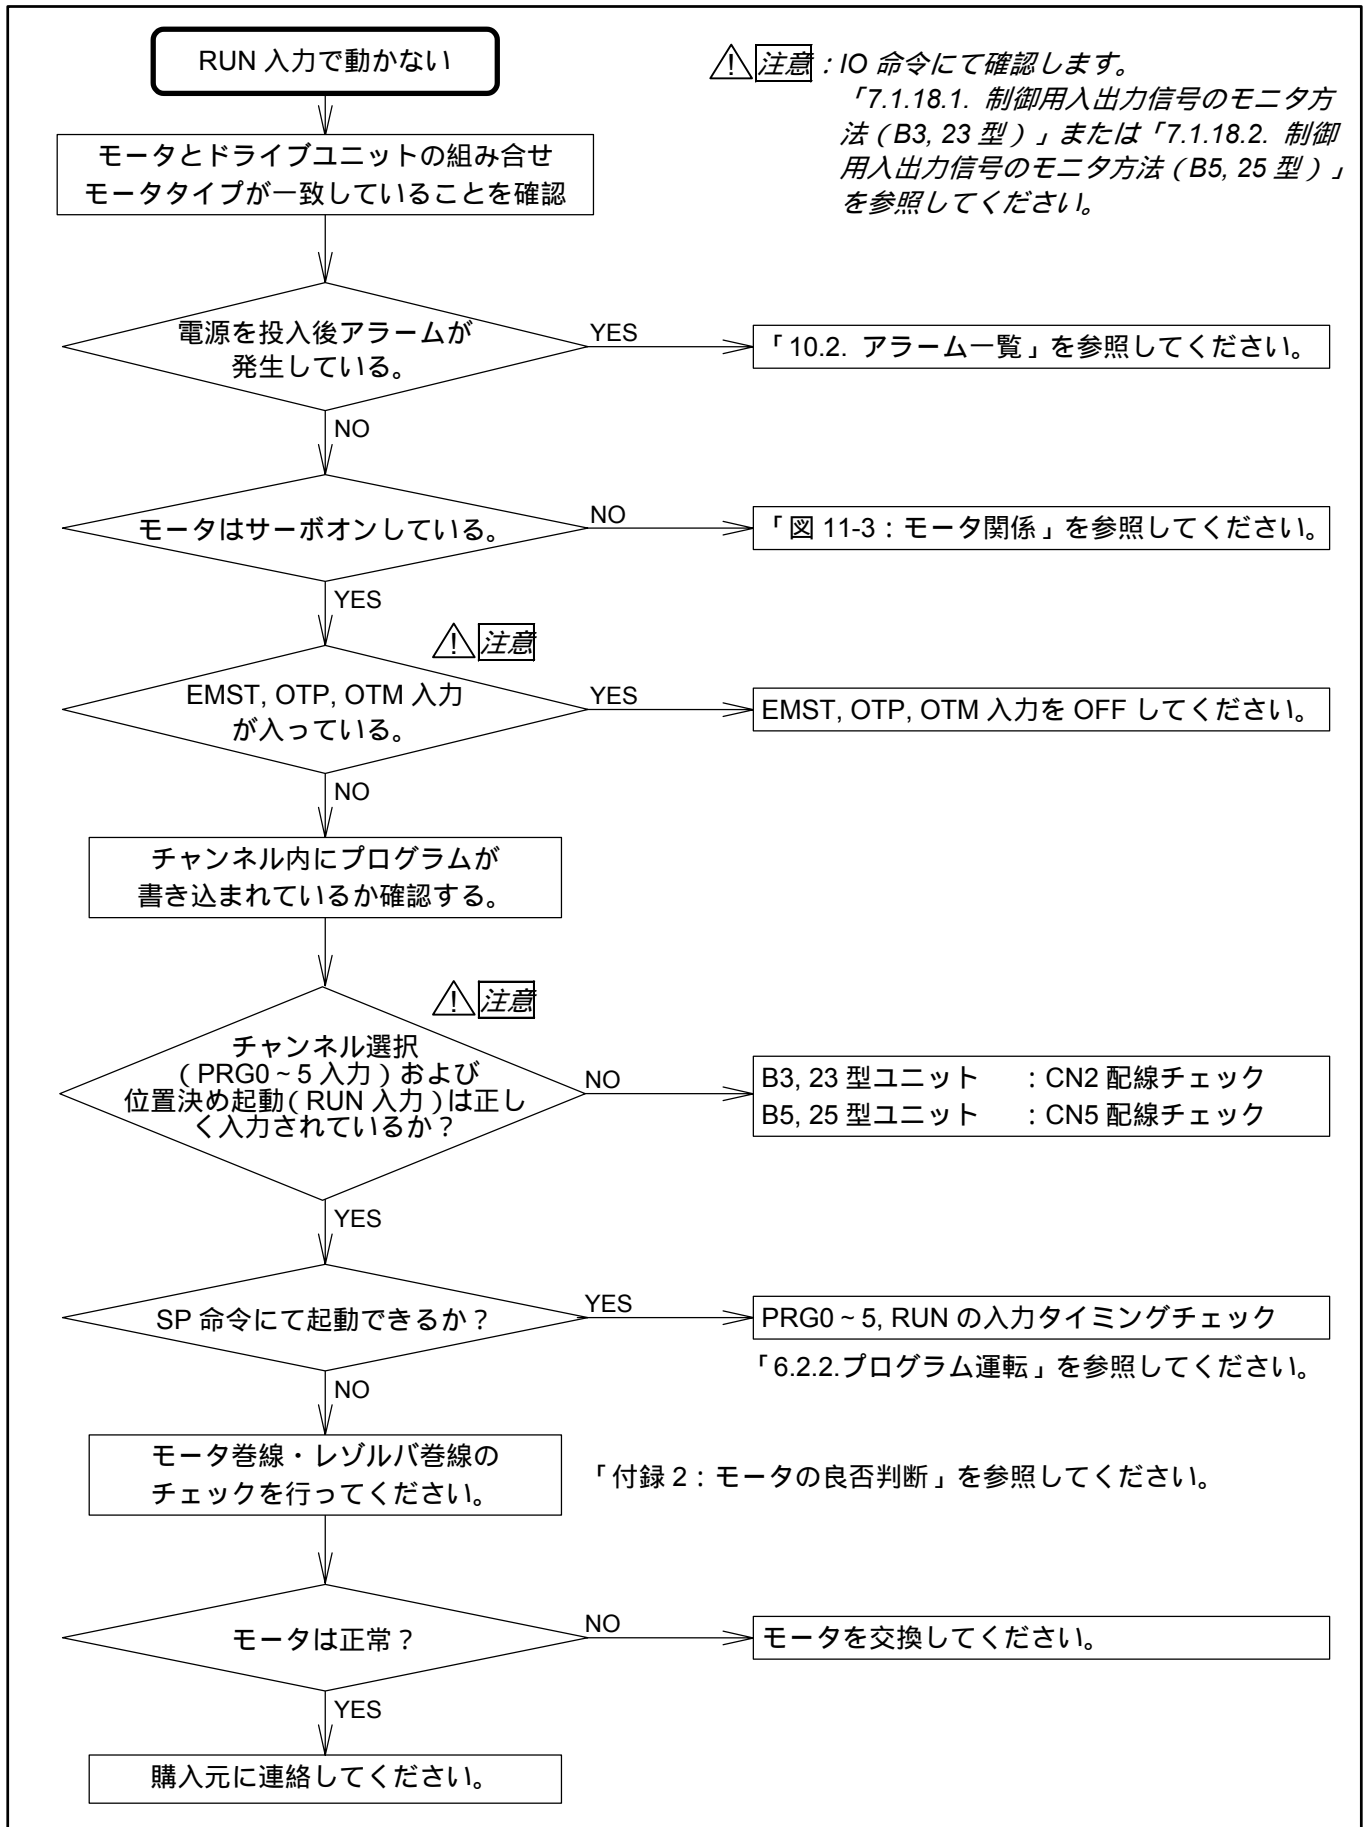 RUN 入力で動かない
注意：IO 命令にて確認します。
「7.1.18.1. 制御用入出力信号のモニタ方
法（B3, 23 型）」または「7.1.18.2. 制御
用入出力信号のモニタ方法（B5, 25 型）」
を参照してください。
モータとドライブユニットの組み合せ
モータタイプが一致していることを確認
電源を投入後アラームが
発生している。
YES
「10.2. アラーム一覧」を参照してください。
NO
モータはサーボオンしている。
NO
「図 11-3：モータ関係」を参照してください。
YES
注意
EMST, OTP, OTM 入力
が入っている。
YES
EMST, OTP, OTM 入力を OFF してください。
NO
チャンネル内にプログラムが
書き込まれているか確認する。
注意
チャンネル選択
（PRG0～5 入力）および
位置決め起動（RUN 入力）は正し
く入力されているか？
NO
B3, 23 型ユニット　：CN2 配線チェック
B5, 25 型ユニット　：CN5 配線チェック
YES
SP 命令にて起動できるか？
YES
PRG0～5, RUN の入力タイミングチェック
「6.2.2.プログラム運転」を参照してください。
NO
モータ巻線・レゾルバ巻線の
チェックを行ってください。
「付録 2：モータの良否判断」を参照してください。
モータは正常？
NO
モータを交換してください。
YES
購入元に連絡してください。